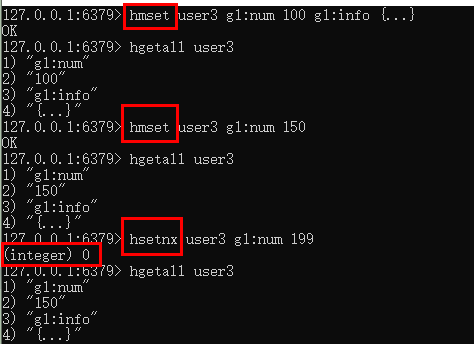 127.0.0.1:6379> hmset user3 g1:num 100 g1:info {...}
OK
127.0.0.1:6379> hgetall user3
1) "g1:num"
2) "100"
3) "g1:info"
4) "{...}"
127.0.0.1:6379> hmset user3 g1:num 150
OK
127.0.0.1:6379> hgetall user3
1) "g1:num"
2) "150"
3) "g1:info"
4) "{...}"
127.0.0.1:6379> hsetnx user3 g1:num 199
(integer) 0
127.0.0.1:6379> hgetall user3
1) "g1:num"
2) "150"
3) "g1:info"
4) "{...}"